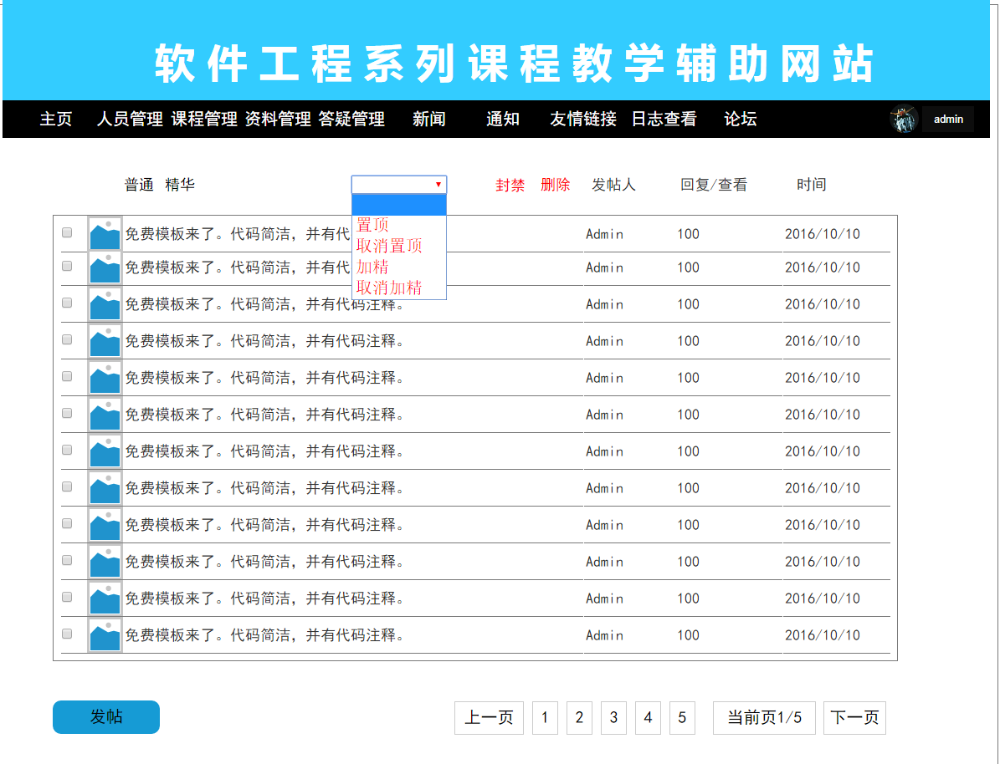 软件工程系列课程教学辅助网站
主页 人员管理 课程管理 资料管理 答疑管理 新闻 通知 友情链接 日志查看 论坛 admin
普通 精华 封禁 删除 发帖人 回复/查看 时间
置顶
取消置顶
加精
取消加精
免费模板来了。代码简洁，并有代 Admin 100 2016/10/10
免费模板来了。代码简洁，并有代 Admin 100 2016/10/10
免费模板来了。代码简洁，并有代码注释。 Admin 100 2016/10/10
免费模板来了。代码简洁，并有代码注释。 Admin 100 2016/10/10
免费模板来了。代码简洁，并有代码注释。 Admin 100 2016/10/10
免费模板来了。代码简洁，并有代码注释。 Admin 100 2016/10/10
免费模板来了。代码简洁，并有代码注释。 Admin 100 2016/10/10
免费模板来了。代码简洁，并有代码注释。 Admin 100 2016/10/10
免费模板来了。代码简洁，并有代码注释。 Admin 100 2016/10/10
免费模板来了。代码简洁，并有代码注释。 Admin 100 2016/10/10
免费模板来了。代码简洁，并有代码注释。 Admin 100 2016/10/10
免费模板来了。代码简洁，并有代码注释。 Admin 100 2016/10/10
发帖 上一页 1 2 3 4 5 当前页1/5 下一页